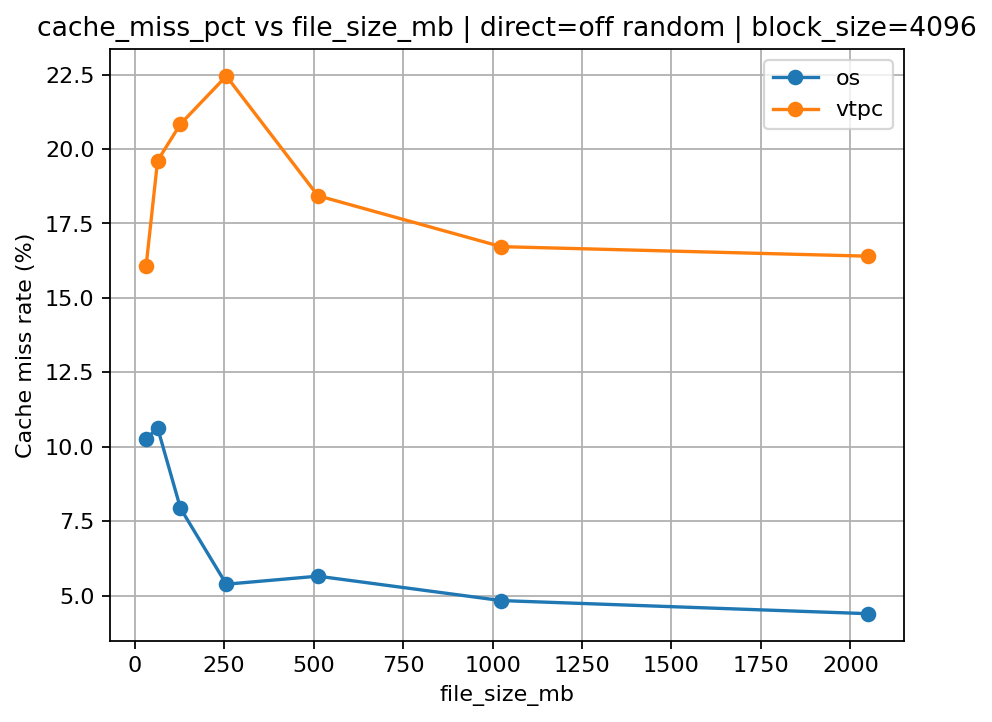 cache_miss_pct vs file_size_mb | direct=off random | block_size=4096
os
vtpc
22.5
20.0
17.5
15.0
12.5
10.0
7.5
5.0
Cache miss rate (%)
0 250 500 750 1000 1250 1500 1750 2000
file_size_mb